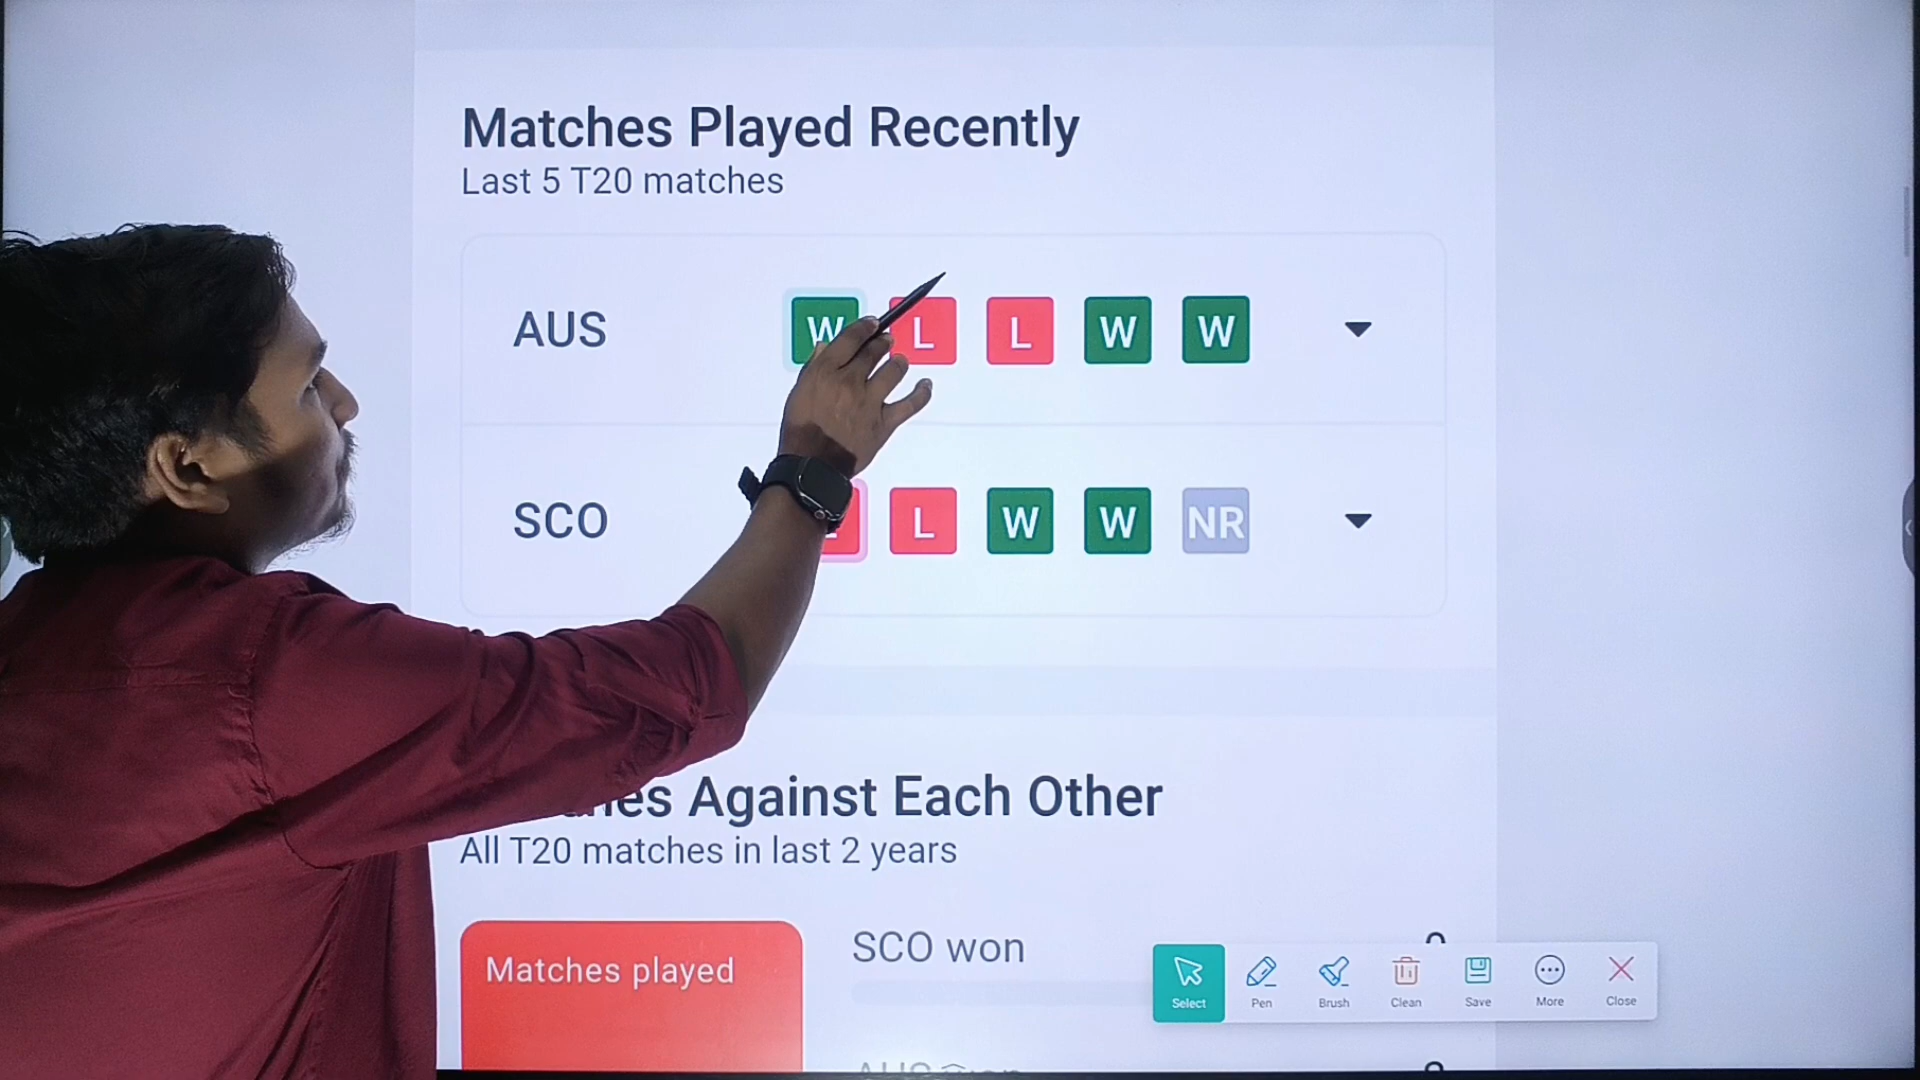 Matches Played Recently
Last 5 T20 matches
AUS W L L W W
SCO L W W NR
Against Each Other
All T20 matches in last 2 years
Matches played
SCO won
Select Pen Brush Clean Save More Close